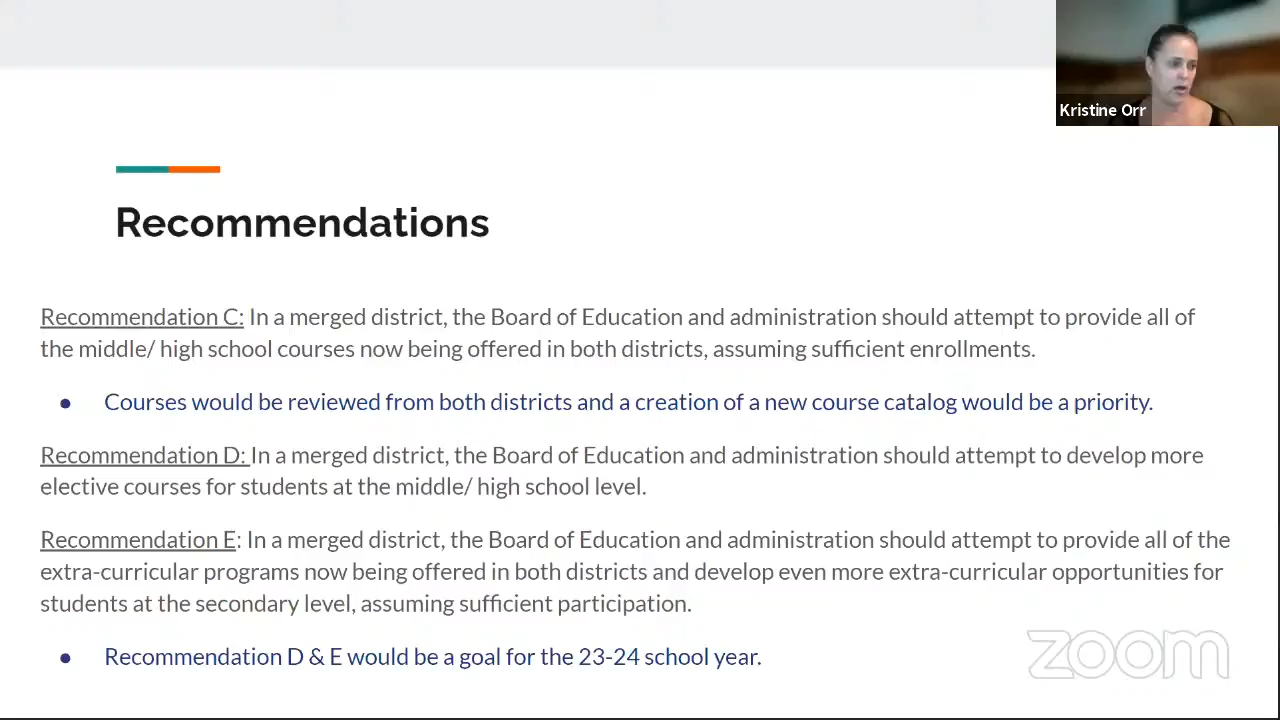 Kristine Orr
Recommendations
Recommendation C: In a merged district, the Board of Education and administration should attempt to provide all of
the middle/ high school courses now being offered in both districts, assuming sufficient enrollments.
● Courses would be reviewed from both districts and a creation of a new course catalog would be a priority.
Recommendation D: In a merged district, the Board of Education and administration should attempt to develop more
elective courses for students at the middle/ high school level.
Recommendation E: In a merged district, the Board of Education and administration should attempt to provide all of the
extra-curricular programs now being offered in both districts and develop even more extra-curricular opportunities for
students at the secondary level, assuming sufficient participation.
● Recommendation D & E would be a goal for the 23-24 school year.
zoom